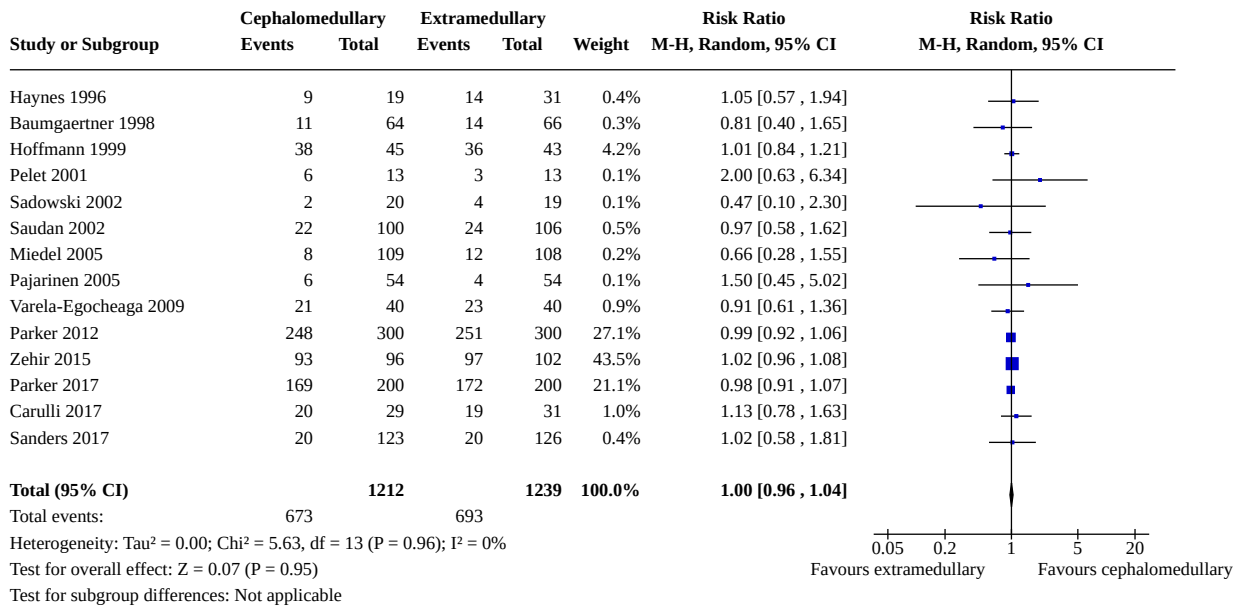 Cephalomedullary Extramedullary Risk Ratio Risk Ratio
Study or Subgroup Events Total Events Total Weight M-H, Random, 95% CI M-H, Random, 95% CI
Haynes 1996 9 19 14 31 0.4% 1.05 [0.57 , 1.94]
Baumgaertner 1998 11 64 14 66 0.3% 0.81 [0.40 , 1.65]
Hoffmann 1999 38 45 36 43 4.2% 1.01 [0.84 , 1.21]
Pelet 2001 6 13 3 13 0.1% 2.00 [0.63 , 6.34]
Sadowski 2002 2 20 4 19 0.1% 0.47 [0.10 , 2.30]
Saudan 2002 22 100 24 106 0.5% 0.97 [0.58 , 1.62]
Miedel 2005 8 109 12 108 0.2% 0.66 [0.28 , 1.55]
Pajarinen 2005 6 54 4 54 0.1% 1.50 [0.45 , 5.02]
Varela-Egocheaga 2009 21 40 23 40 0.9% 0.91 [0.61 , 1.36]
Parker 2012 248 300 251 300 27.1% 0.99 [0.92 , 1.06]
Zehir 2015 93 96 97 102 43.5% 1.02 [0.96 , 1.08]
Parker 2017 169 200 172 200 21.1% 0.98 [0.91 , 1.07]
Carulli 2017 20 29 19 31 1.0% 1.13 [0.78 , 1.63]
Sanders 2017 20 123 20 126 0.4% 1.02 [0.58 , 1.81]
Total (95% CI) 1212 1239 100.0% 1.00 [0.96 , 1.04]
Total events: 673 693
Heterogeneity: Tau² = 0.00; Chi² = 5.63, df = 13 (P = 0.96); I² = 0%
Test for overall effect: Z = 0.07 (P = 0.95)
Test for subgroup differences: Not applicable
0.05 0.2 1 5 20
Favours extramedullary Favours cephalomedullary